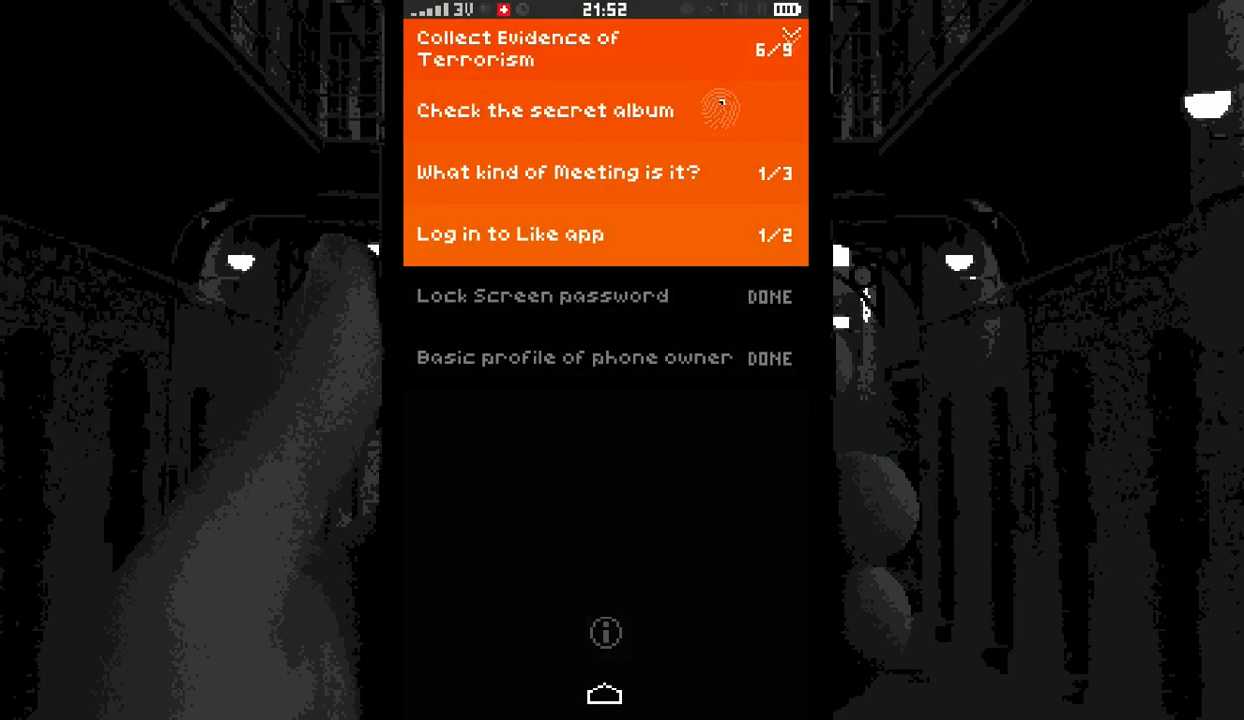 3V 21:52
Collect Evidence of
Terrorism 6/9
Check the secret album
What kind of Meeting is it? 1/3
Log in to Like app 1/2
Lock Screen password DONE
Basic profile of phone owner DONE